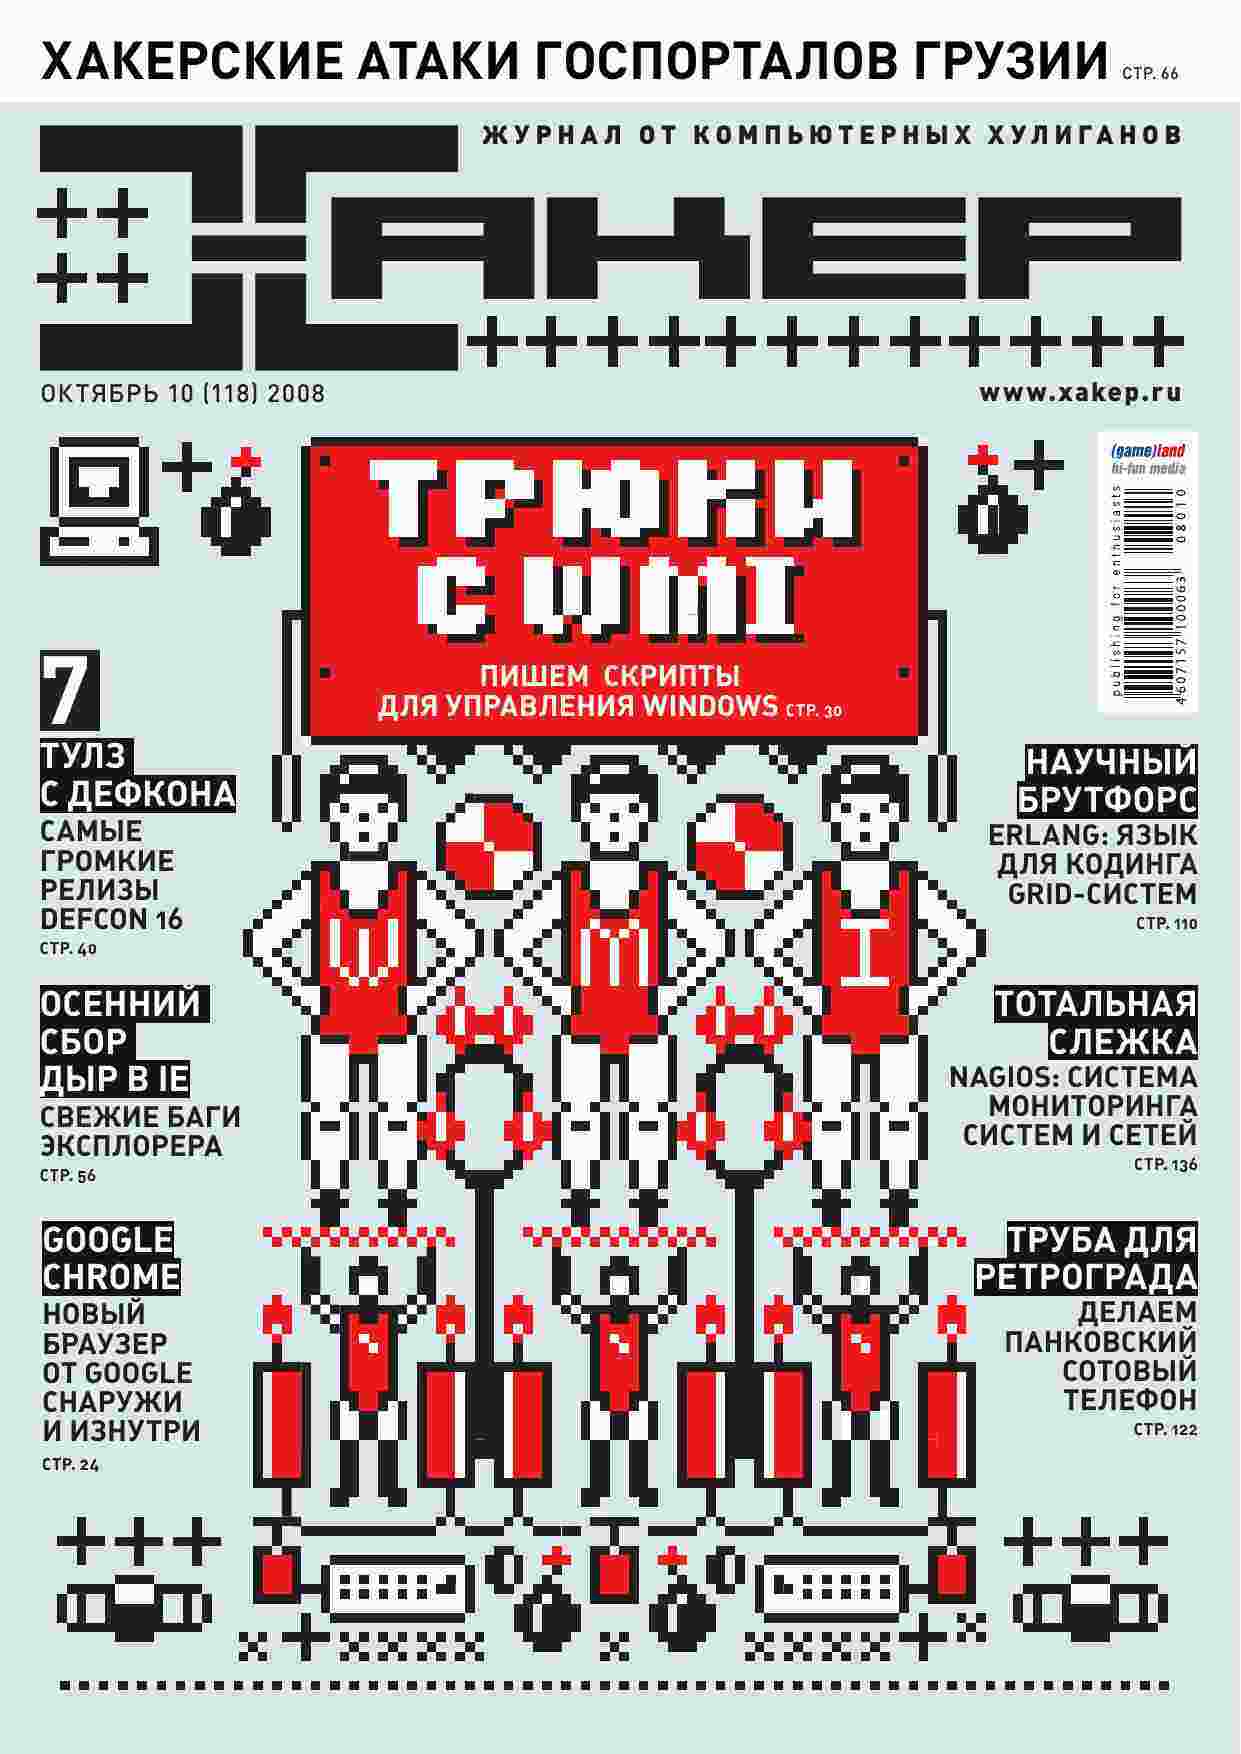 ХАКЕРСКИЕ АТАКИ ГОСПОРТАЛОВ ГРУЗИИ СТР. 66
ЖУРНАЛ ОТ КОМПЬЮТЕРНЫХ ХУЛИГАНОВ
ХАКЕР
ОКТЯБРЬ 10 (118) 2008
www.xakep.ru
(game)land
hi-fun media
publishing for enthusiasts
4607157100063
08010
ТРЮКИ
С WMI
ПИШЕМ СКРИПТЫ
ДЛЯ УПРАВЛЕНИЯ WINDOWS СТР. 30
7
ТУЛЗ
С ДЕФКОНА
САМЫЕ
ГРОМКИЕ
РЕЛИЗЫ
DEFCON 16
СТР. 40
ОСЕННИЙ
СБОР
ДЫР В IE
СВЕЖИЕ БАГИ
ЭКСПЛОРЕРА
СТР. 56
GOOGLE
CHROME
НОВЫЙ
БРАУЗЕР
ОТ GOOGLE
СНАРУЖИ
И ИЗНУТРИ
СТР. 24
W M I
НАУЧНЫЙ
БРУТФОРС
ERLANG: ЯЗЫК
ДЛЯ КОДИНГА
GRID-СИСТЕМ
СТР. 110
ТОТАЛЬНАЯ
СЛЕЖКА
NAGIOS: СИСТЕМА
МОНИТОРИНГА
СИСТЕМ И СЕТЕЙ
СТР. 136
ТРУБА ДЛЯ
РЕТРОГРАДА
ДЕЛАЕМ
ПАНКОВСКИЙ
СОТОВЫЙ
ТЕЛЕФОН
СТР. 122